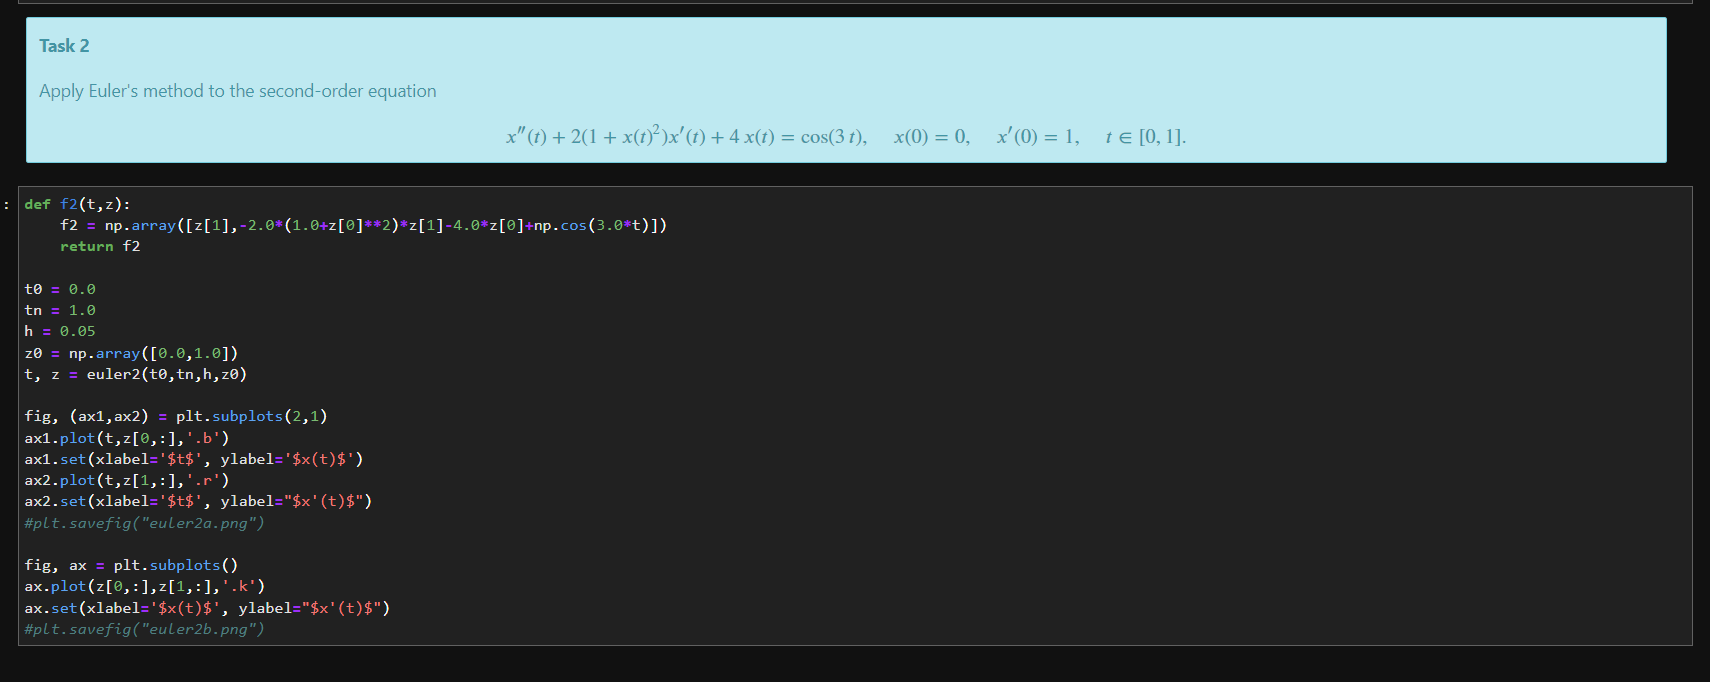 Task 2
Apply Euler's method to the second-order equation
x″(t) + 2(1 + x(t)²)x′(t) + 4 x(t) = cos(3 t),   x(0) = 0,   x′(0) = 1,   t ∈ [0, 1].
:
def f2(t,z):
    f2 = np.array([z[1],-2.0*(1.0+z[0]**2)*z[1]-4.0*z[0]+np.cos(3.0*t)])
    return f2
t0 = 0.0
tn = 1.0
h = 0.05
z0 = np.array([0.0,1.0])
t, z = euler2(t0,tn,h,z0)
fig, (ax1,ax2) = plt.subplots(2,1)
ax1.plot(t,z[0,:],'.b')
ax1.set(xlabel='$t$', ylabel='$x(t)$')
ax2.plot(t,z[1,:],'.r')
ax2.set(xlabel='$t$', ylabel="$x'(t)$")
#plt.savefig("euler2a.png")
fig, ax = plt.subplots()
ax.plot(z[0,:],z[1,:],'.k')
ax.set(xlabel='$x(t)$', ylabel="$x'(t)$")
#plt.savefig("euler2b.png")